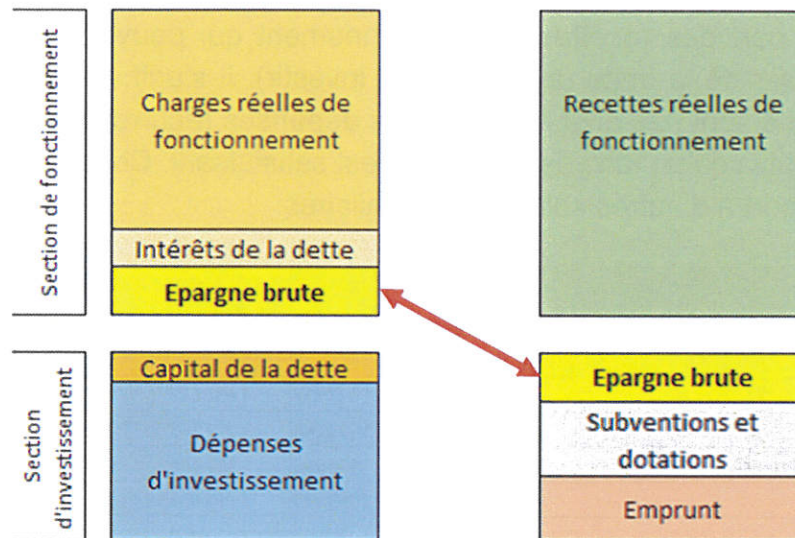 Section de fonctionnement
Charges réelles de
fonctionnement
Intérêts de la dette
Epargne brute
Recettes réelles de
fonctionnement
Section
d'investissement
Capital de la dette
Dépenses
d'investissement
Epargne brute
Subventions et
dotations
Emprunt